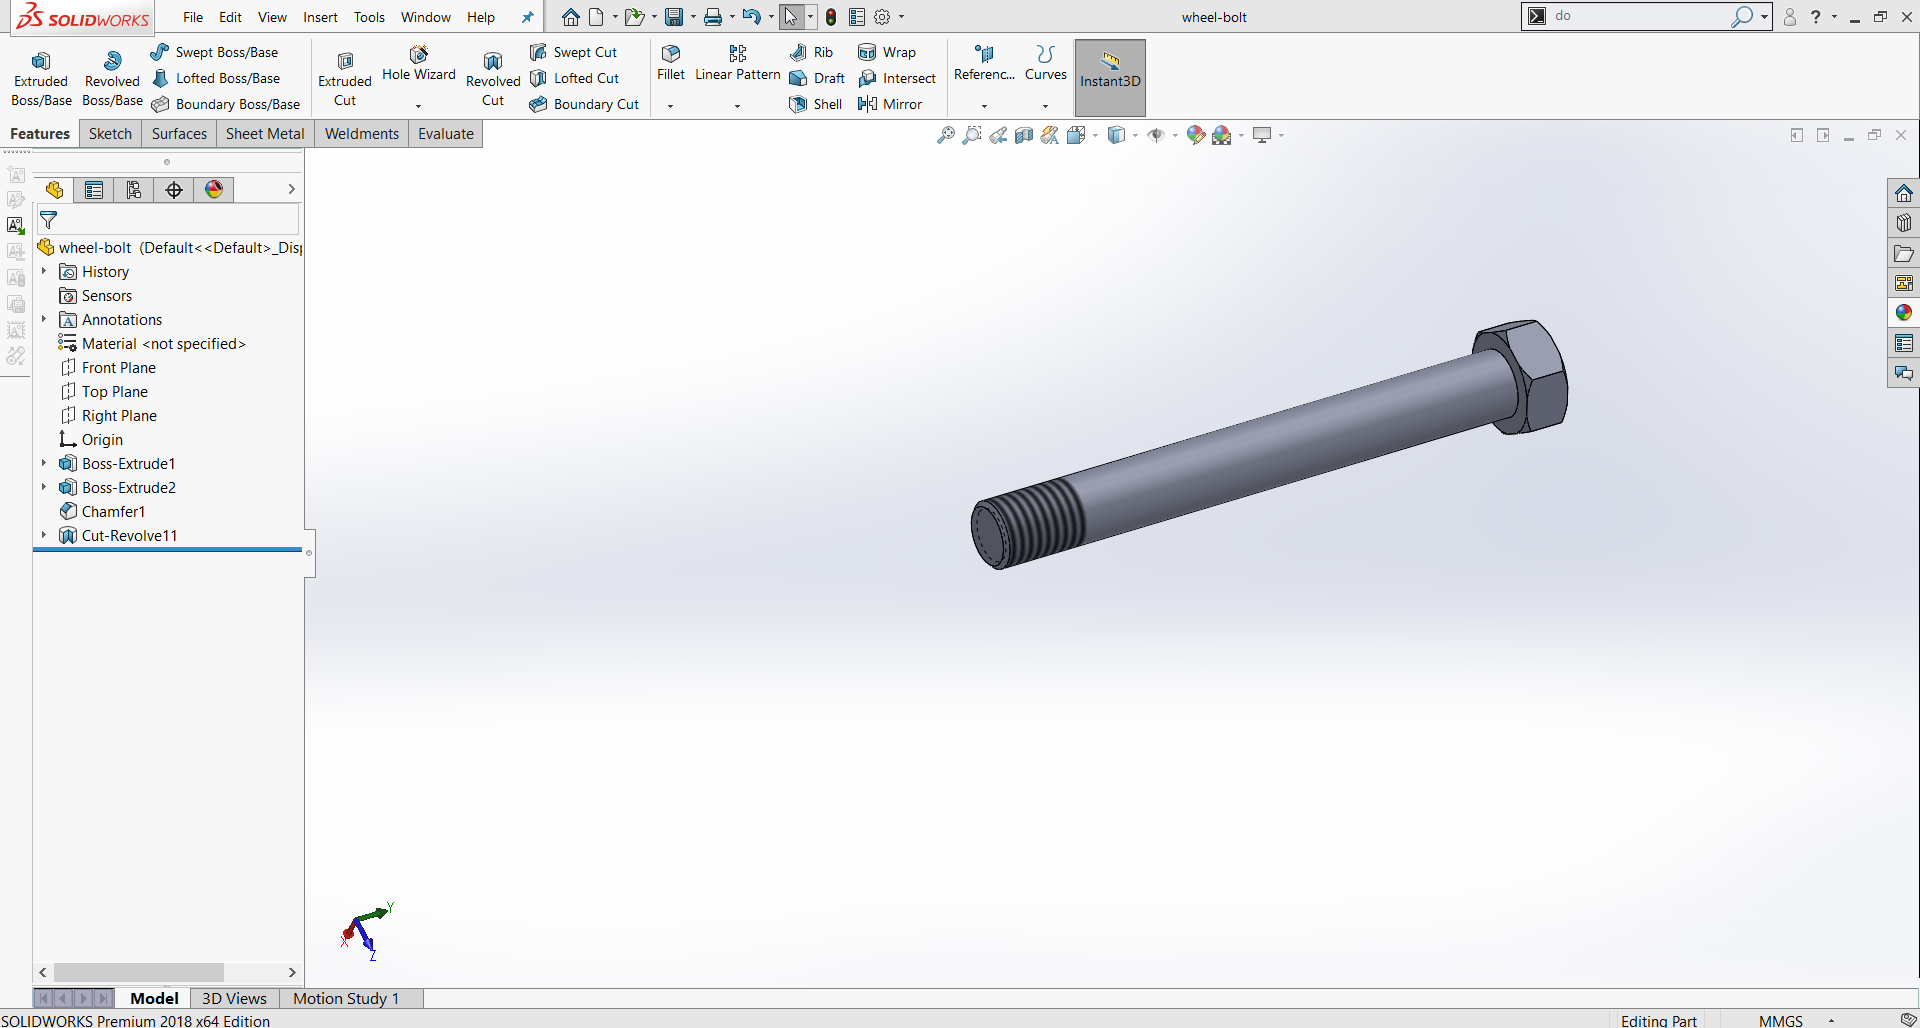 SOLIDWORKS File Edit View Insert Tools Window Help wheel-bolt do ?
Extruded Boss/Base
Revolved Boss/Base
Swept Boss/Base
Lofted Boss/Base
Boundary Boss/Base
Extruded Cut
Hole Wizard
Revolved Cut
Swept Cut
Lofted Cut
Boundary Cut
Fillet
Linear Pattern
Rib
Draft
Shell
Wrap
Intersect
Mirror
Referenc...
Curves
Instant3D
Features Sketch Surfaces Sheet Metal Weldments Evaluate
wheel-bolt (Default<<Default>_Disp
History
Sensors
Annotations
Material <not specified>
Front Plane
Top Plane
Right Plane
Origin
Boss-Extrude1
Boss-Extrude2
Chamfer1
Cut-Revolve11
Y
X
Z
Model 3D Views Motion Study 1
SOLIDWORKS Premium 2018 x64 Edition Editing Part MMGS